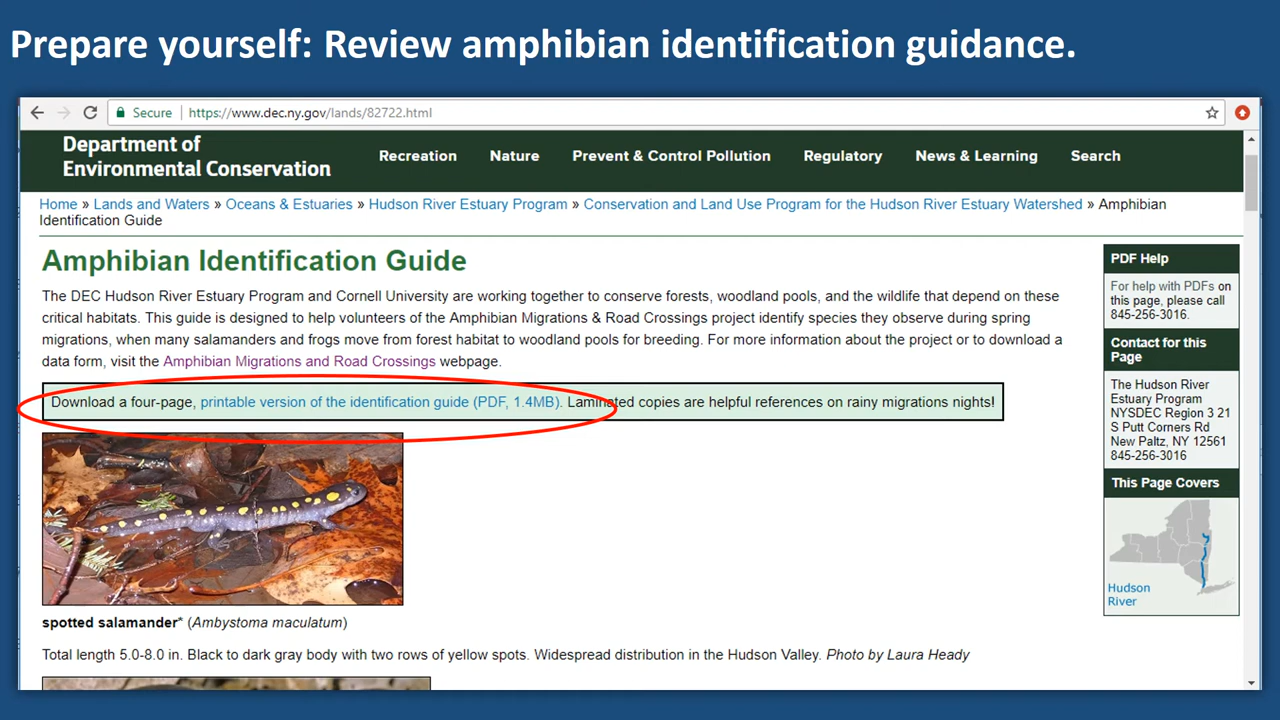 Prepare yourself: Review amphibian identification guidance.
Secure https://www.dec.ny.gov/lands/82722.html
Department of
Environmental Conservation
Recreation Nature Prevent & Control Pollution Regulatory News & Learning Search
Home » Lands and Waters » Oceans & Estuaries » Hudson River Estuary Program » Conservation and Land Use Program for the Hudson River Estuary Watershed » Amphibian
Identification Guide
Amphibian Identification Guide
The DEC Hudson River Estuary Program and Cornell University are working together to conserve forests, woodland pools, and the wildlife that depend on these
critical habitats. This guide is designed to help volunteers of the Amphibian Migrations & Road Crossings project identify species they observe during spring
migrations, when many salamanders and frogs move from forest habitat to woodland pools for breeding. For more information about the project or to download a
data form, visit the Amphibian Migrations and Road Crossings webpage.
Download a four-page, printable version of the identification guide (PDF, 1.4MB). Laminated copies are helpful references on rainy migrations nights!
spotted salamander* (Ambystoma maculatum)
Total length 5.0-8.0 in. Black to dark gray body with two rows of yellow spots. Widespread distribution in the Hudson Valley. Photo by Laura Heady
PDF Help
For help with PDFs on
this page, please call
845-256-3016.
Contact for this
Page
The Hudson River
Estuary Program
NYSDEC Region 3 21
S Putt Corners Rd
New Paltz, NY 12561
845-256-3016
This Page Covers
Hudson
River